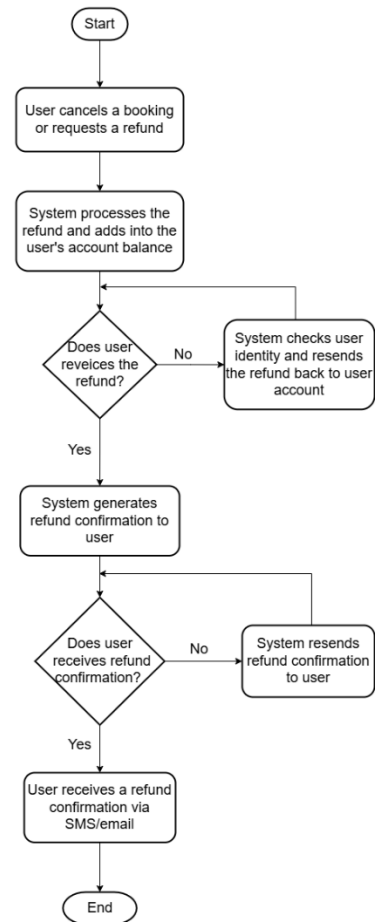 Start
User cancels a booking
or requests a refund
System processes the
refund and adds into the
user's account balance
Does user
reveices the
refund?
No
System checks user
identity and resends
the refund back to user
account
Yes
System generates
refund confirmation to
user
Does user
receives refund
confirmation?
No
System resends
refund confirmation
to user
Yes
User receives a refund
confirmation via
SMS/email
End